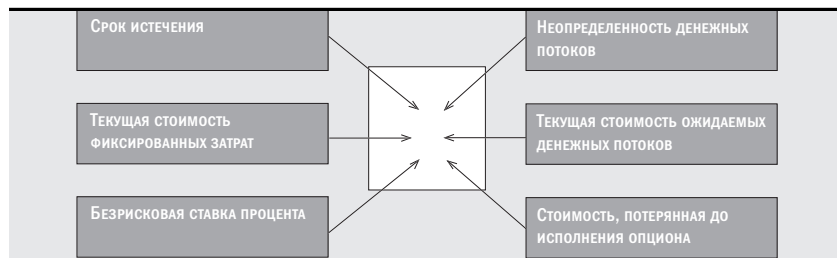 Срок истечения
Неопределенность денежных
потоков
Текущая стоимость
фиксированных затрат
Текущая стоимость ожидаемых
денежных потоков
Безрисковая ставка процента
Стоимость, потерянная до
исполнения опциона